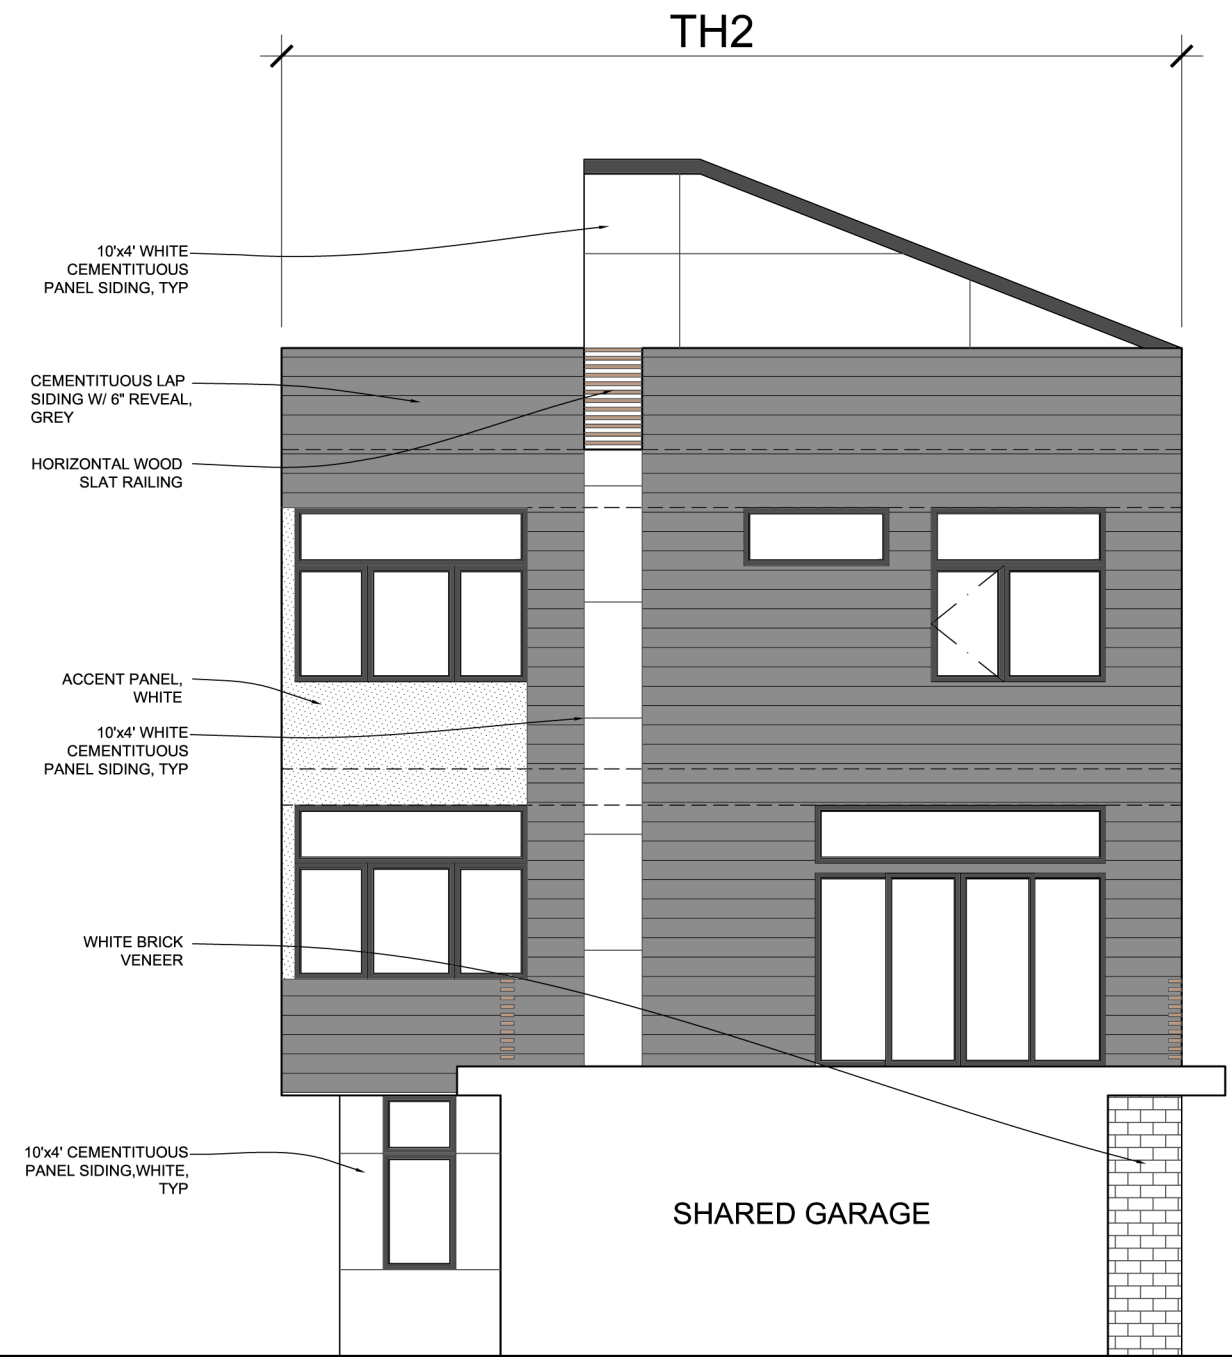 TH2
10'x4' WHITE
CEMENTITUOUS
PANEL SIDING, TYP
CEMENTITUOUS LAP
SIDING W/ 6" REVEAL,
GREY
HORIZONTAL WOOD
SLAT RAILING
ACCENT PANEL,
WHITE
10'x4' WHITE
CEMENTITUOUS
PANEL SIDING, TYP
WHITE BRICK
VENEER
10'x4' CEMENTITUOUS
PANEL SIDING,WHITE,
TYP
SHARED GARAGE